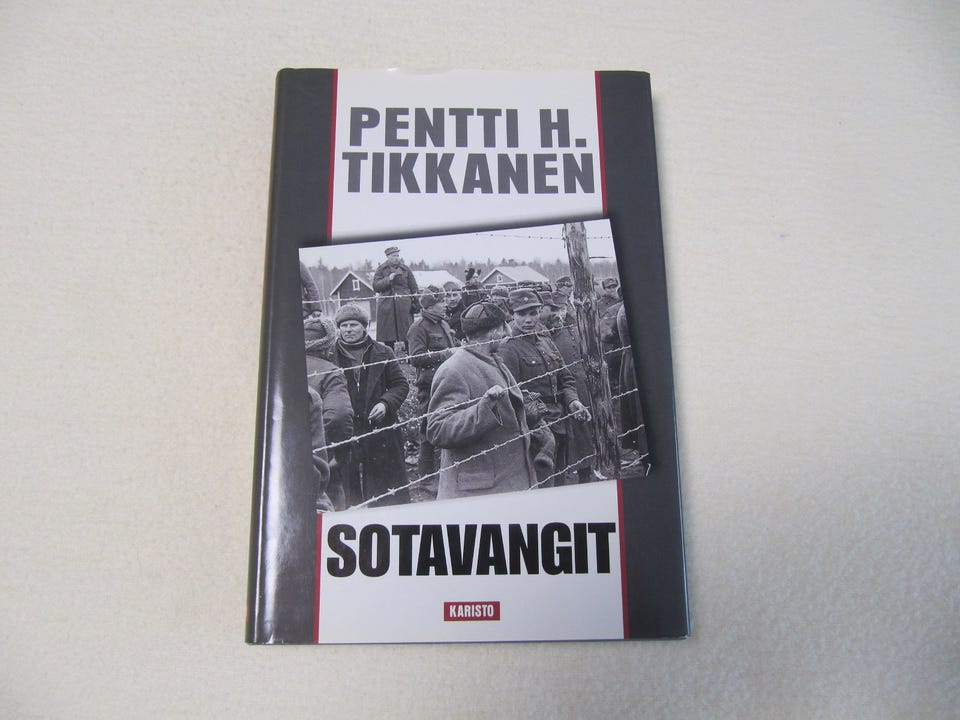 PENTTI H.
TIKKANEN
SOTAVANGIT
KARISTO